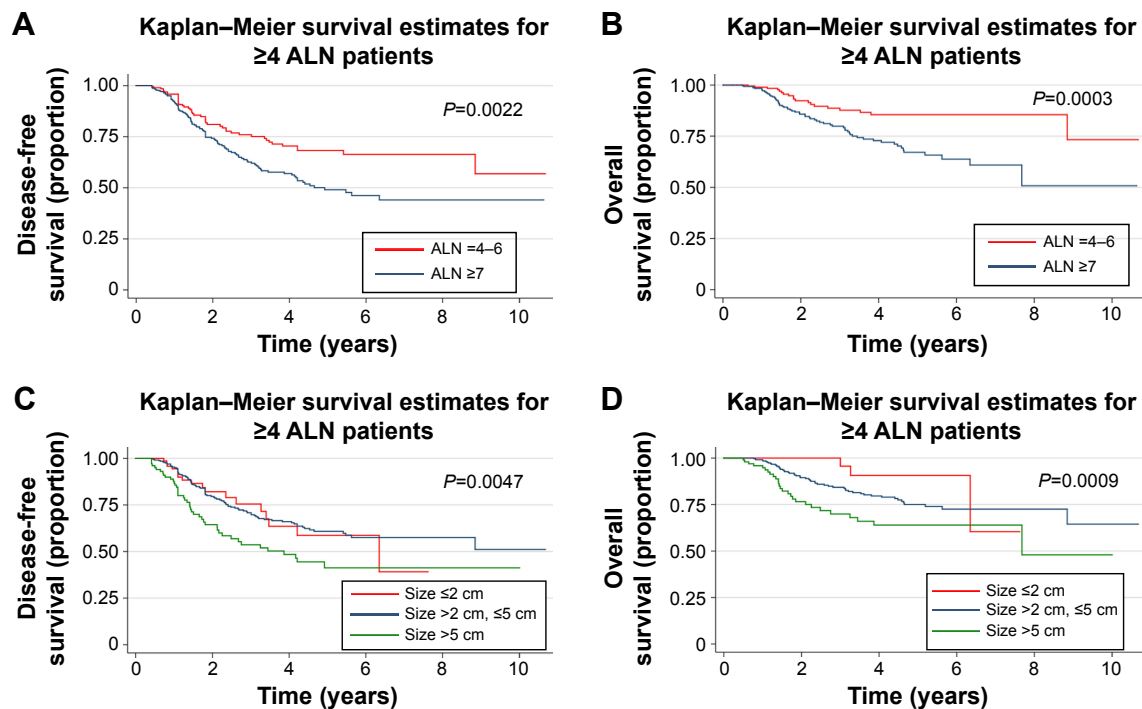 A
Kaplan–Meier survival estimates for
≥4 ALN patients
Disease-free
survival (proportion)
1.00
0.75
0.50
0.25
0
P=0.0022
ALN =4–6
ALN ≥7
0 2 4 6 8 10
Time (years)
B
Kaplan–Meier survival estimates for
≥4 ALN patients
Overall
survival (proportion)
1.00
0.75
0.50
0.25
0
P=0.0003
ALN =4–6
ALN ≥7
0 2 4 6 8 10
Time (years)
C
Kaplan–Meier survival estimates for
≥4 ALN patients
Disease-free
survival (proportion)
1.00
0.75
0.50
0.25
0
P=0.0047
Size ≤2 cm
Size >2 cm, ≤5 cm
Size >5 cm
0 2 4 6 8 10
Time (years)
D
Kaplan–Meier survival estimates for
≥4 ALN patients
Overall
survival (proportion)
1.00
0.75
0.50
0.25
0
P=0.0009
Size ≤2 cm
Size >2 cm, ≤5 cm
Size >5 cm
0 2 4 6 8 10
Time (years)